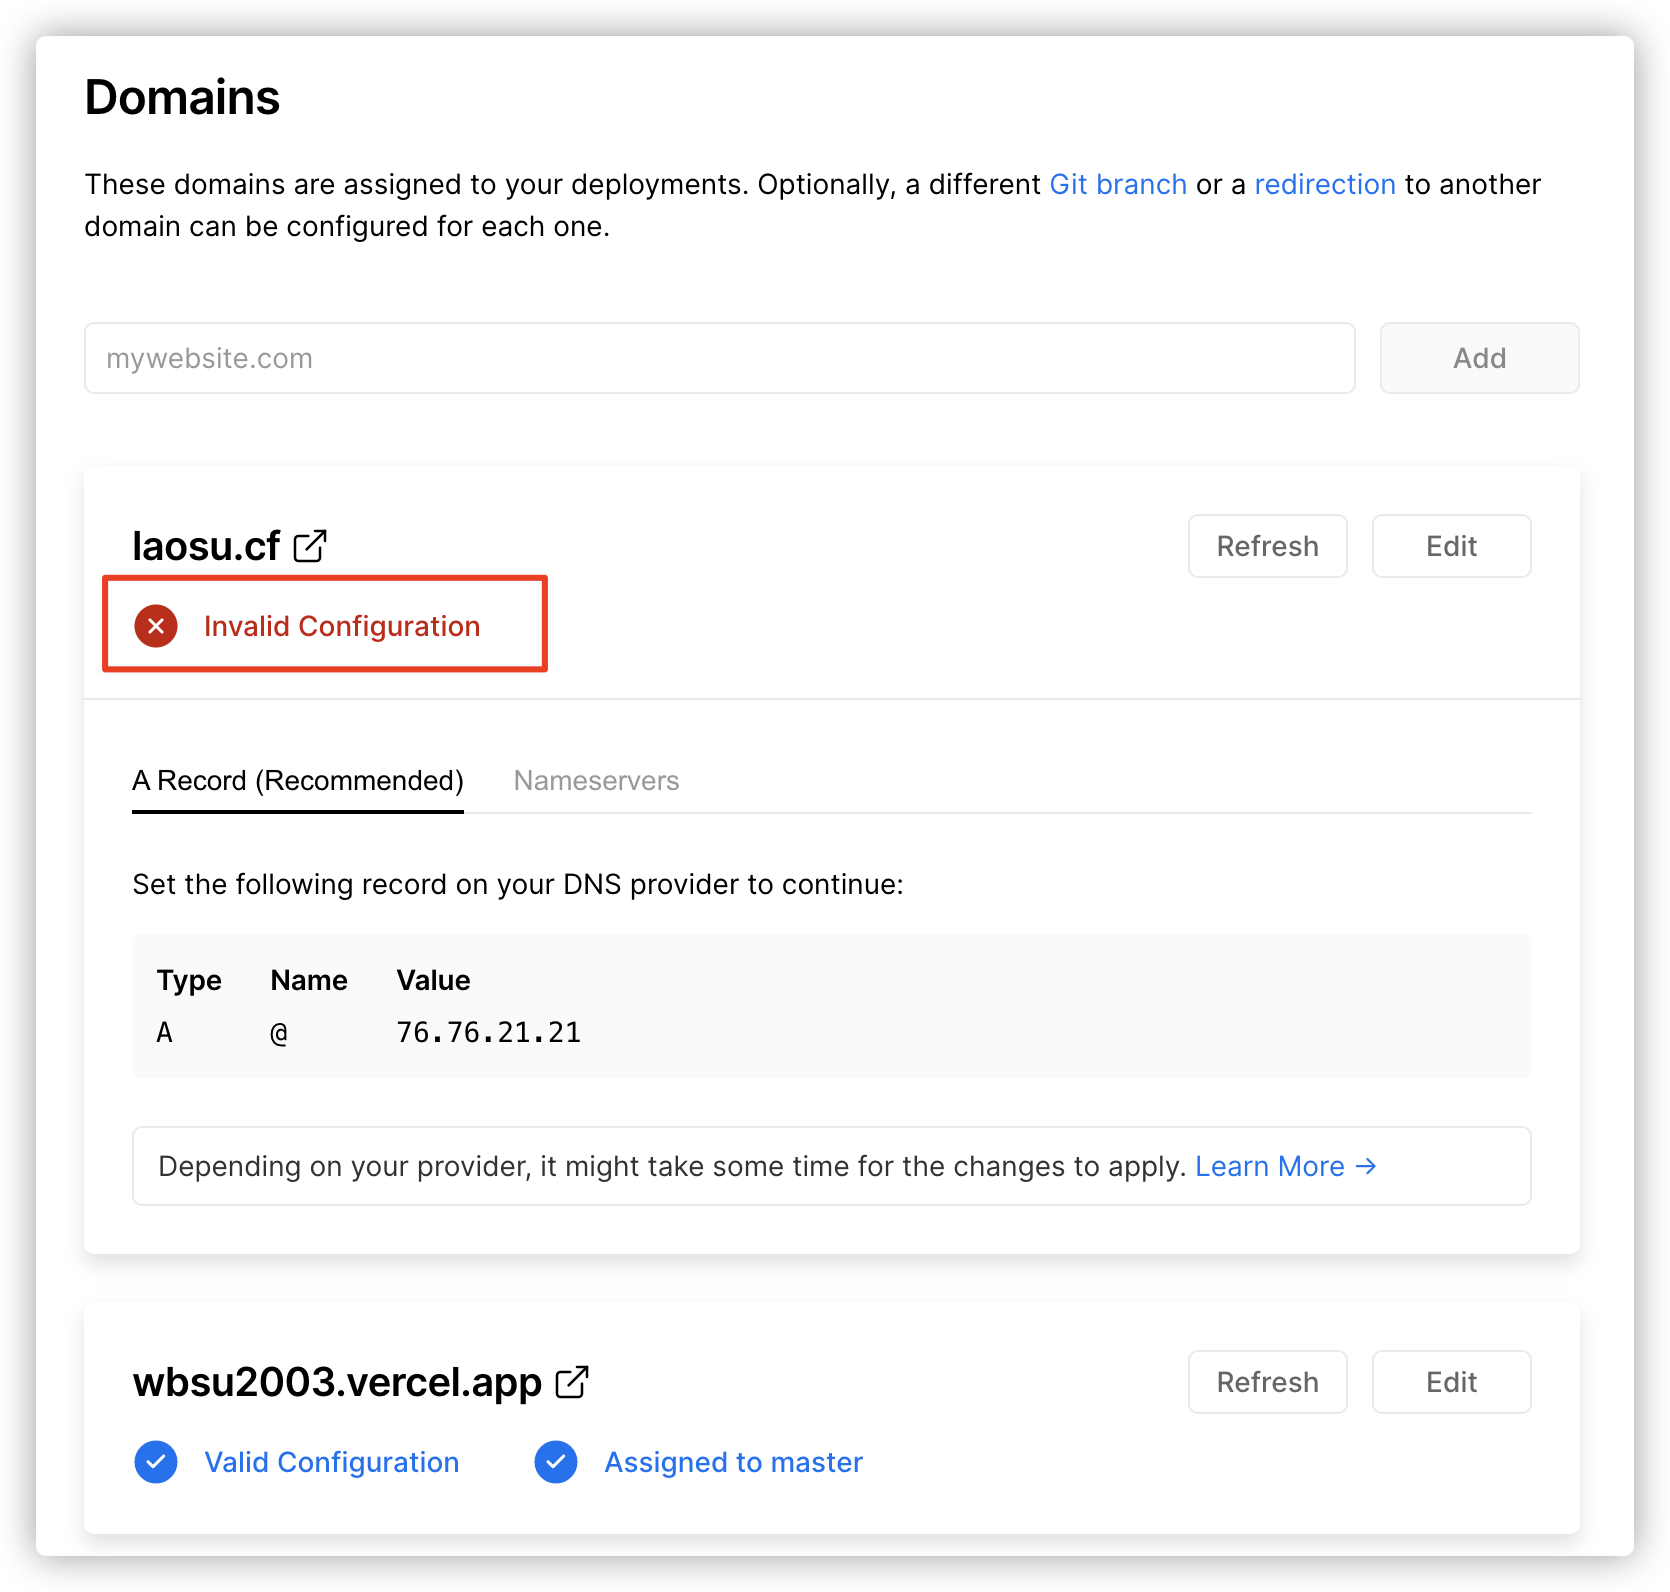 Domains
These domains are assigned to your deployments. Optionally, a different Git branch or a redirection to another
domain can be configured for each one.
mywebsite.com
Add
laosu.cf
Refresh
Edit
Invalid Configuration
A Record (Recommended)
Nameservers
Set the following record on your DNS provider to continue:
Type Name Value
A @ 76.76.21.21
Depending on your provider, it might take some time for the changes to apply. Learn More →
wbsu2003.vercel.app
Refresh
Edit
Valid Configuration
Assigned to master